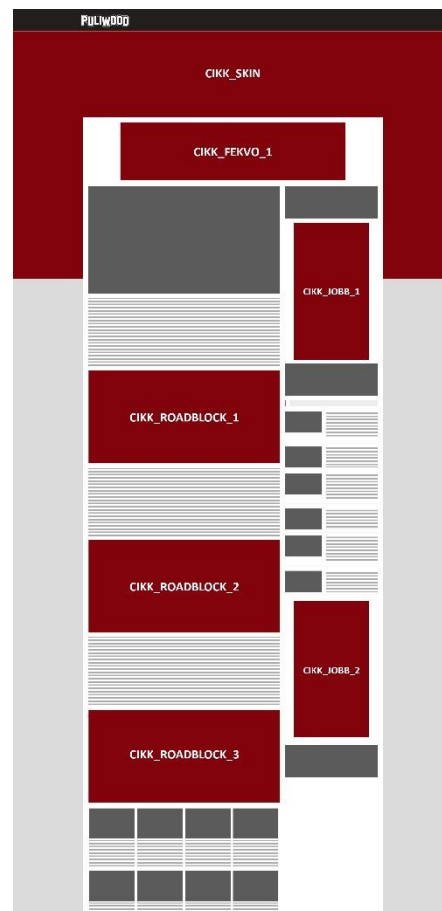 PULIWOOD
CIKK_SKIN
CIKK_FEKVO_1
CIKK_JOBB_1
CIKK_ROADBLOCK_1
CIKK_ROADBLOCK_2
CIKK_JOBB_2
CIKK_ROADBLOCK_3